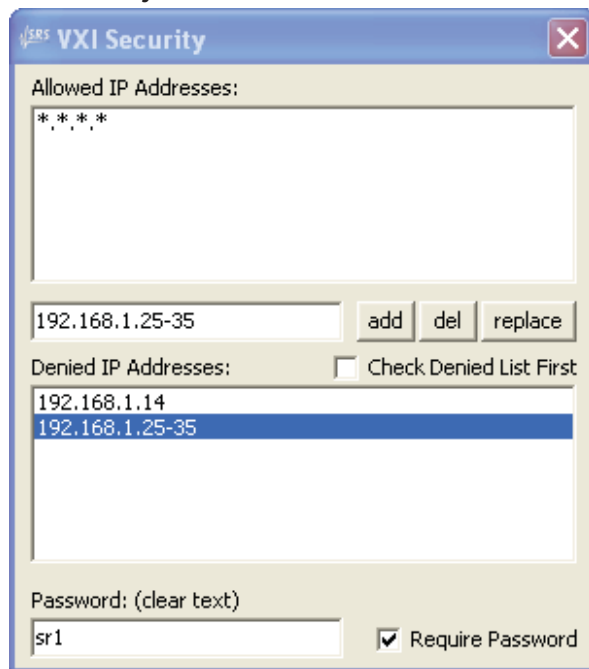 SRS VXI Security
Allowed IP Addresses:
*.*.*.*
192.168.1.25-35 add del replace
Denied IP Addresses: Check Denied List First
192.168.1.14
192.168.1.25-35
Password: (clear text)
sr1 Require Password